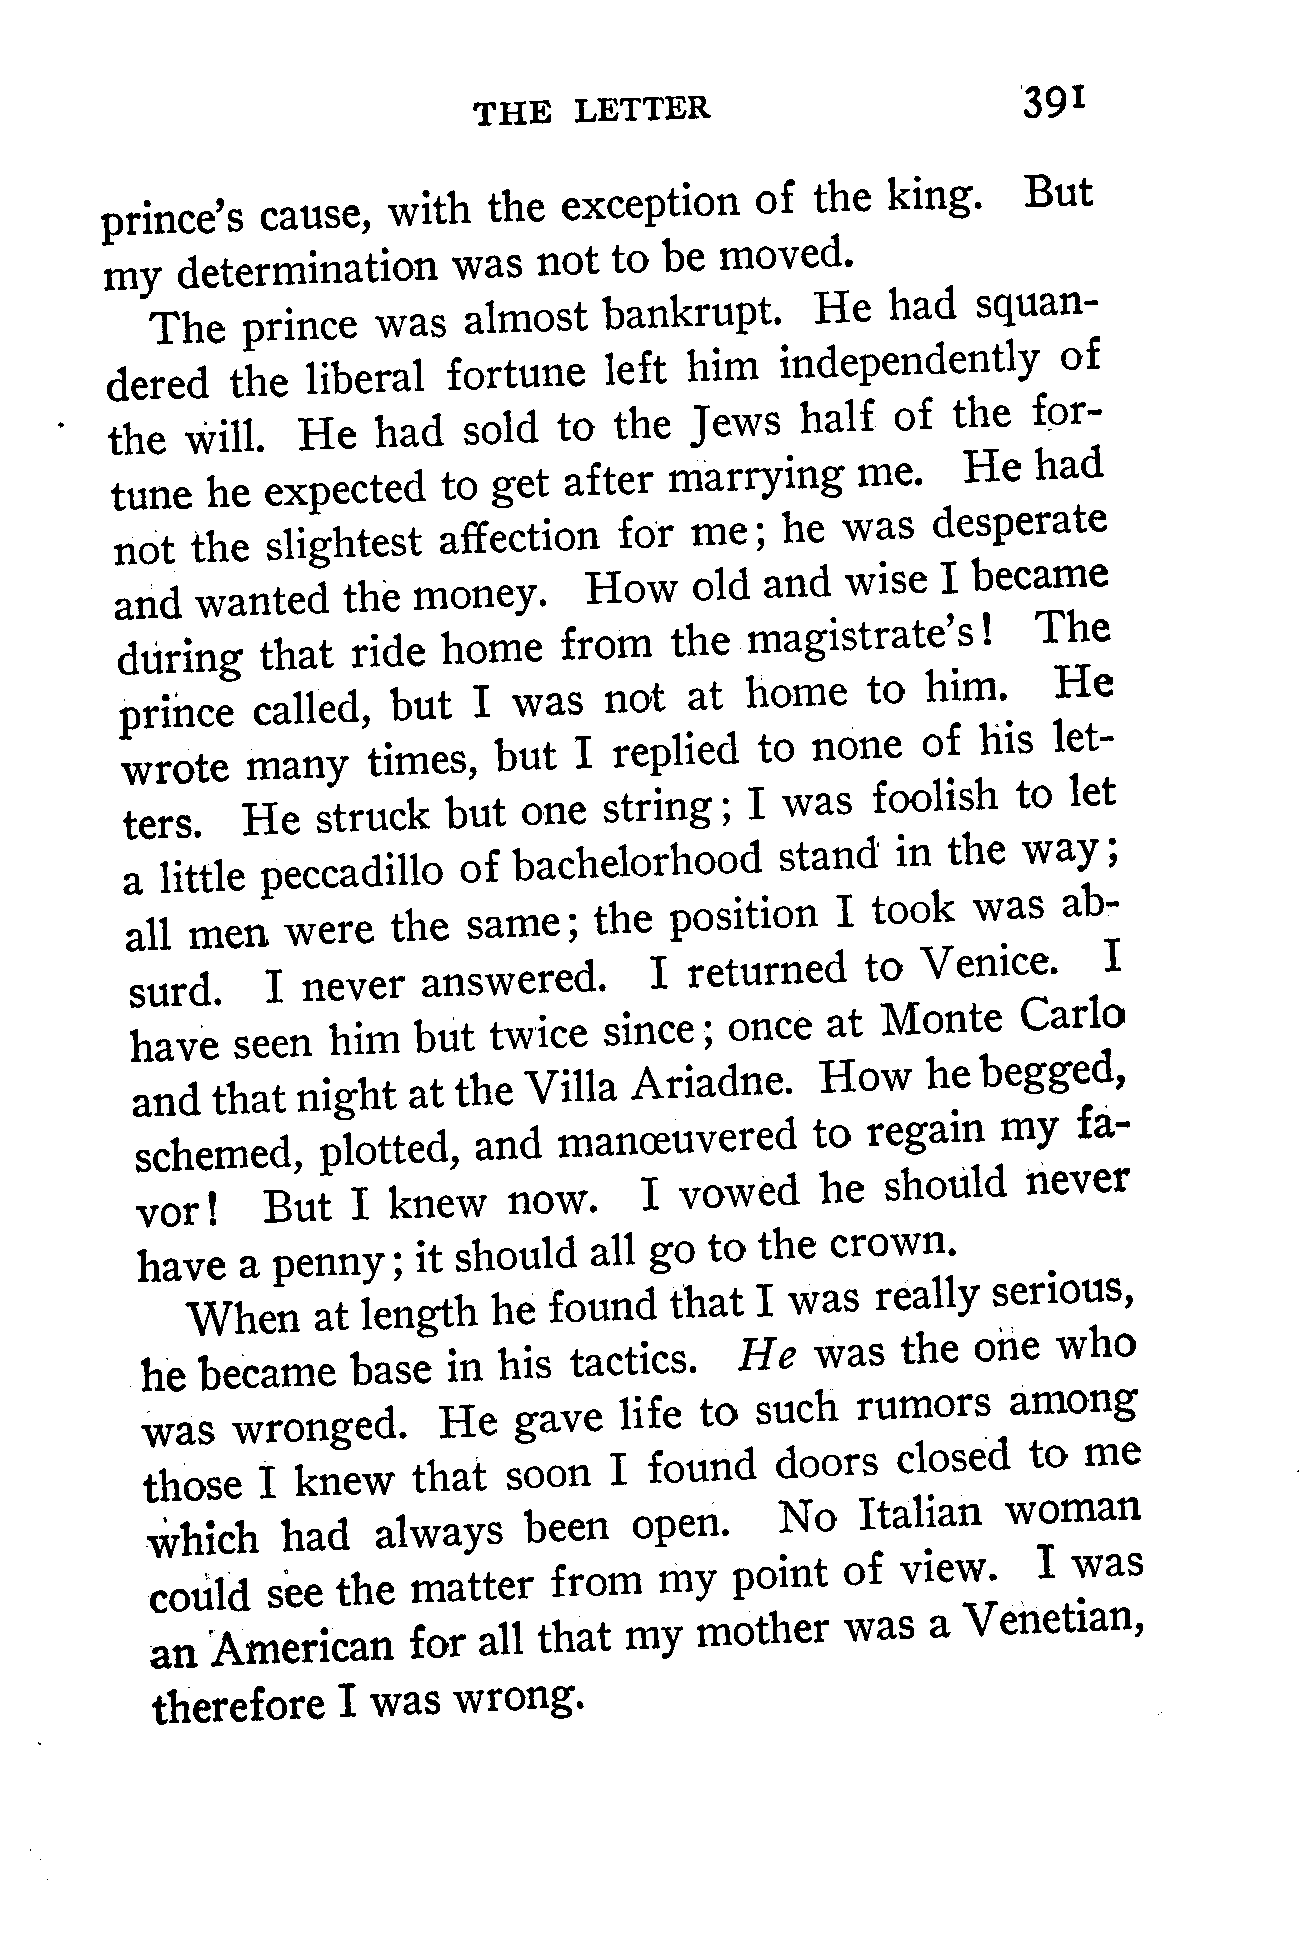 THE LETTER 391
prince's cause, with the exception of the king. But
my determination was not to be moved.
The prince was almost bankrupt. He had squan-
dered the liberal fortune left him independently of
the will. He had sold to the Jews half of the for-
tune he expected to get after marrying me. He had
not the slightest affection for me; he was desperate
and wanted the money. How old and wise I became
during that ride home from the magistrate's! The
prince called, but I was not at home to him. He
wrote many times, but I replied to none of his let-
ters. He struck but one string; I was foolish to let
a little peccadillo of bachelorhood stand in the way;
all men were the same; the position I took was ab-
surd. I never answered. I returned to Venice. I
have seen him but twice since; once at Monte Carlo
and that night at the Villa Ariadne. How he begged,
schemed, plotted, and manœuvered to regain my fa-
vor! But I knew now. I vowed he should never
have a penny; it should all go to the crown.
When at length he found that I was really serious,
he became base in his tactics. He was the one who
was wronged. He gave life to such rumors among
those I knew that soon I found doors closed to me
which had always been open. No Italian woman
could see the matter from my point of view. I was
an American for all that my mother was a Venetian,
therefore I was wrong.